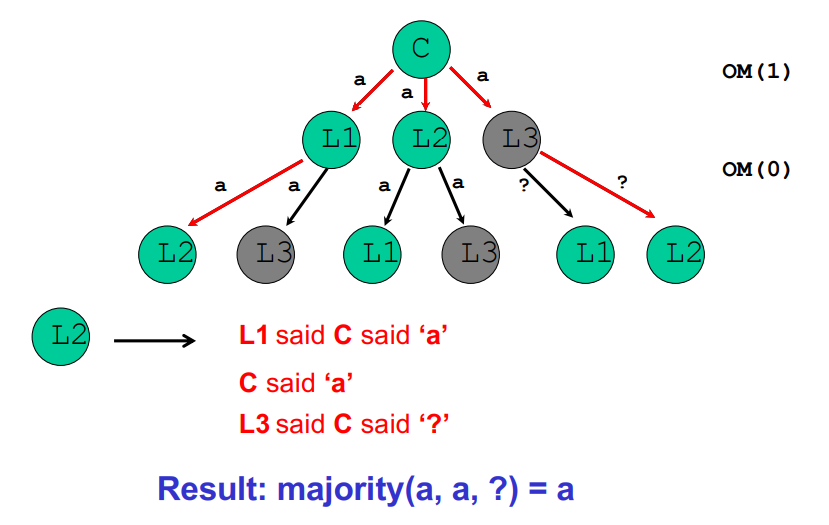 C
OM(1)
a a a
L1 L2 L3
OM(0)
a a a a ? ?
L2 L3 L1 L3 L1 L2
L2 L1 said C said ‘a’
C said ‘a’
L3 said C said ‘?’
Result: majority(a, a, ?) = a